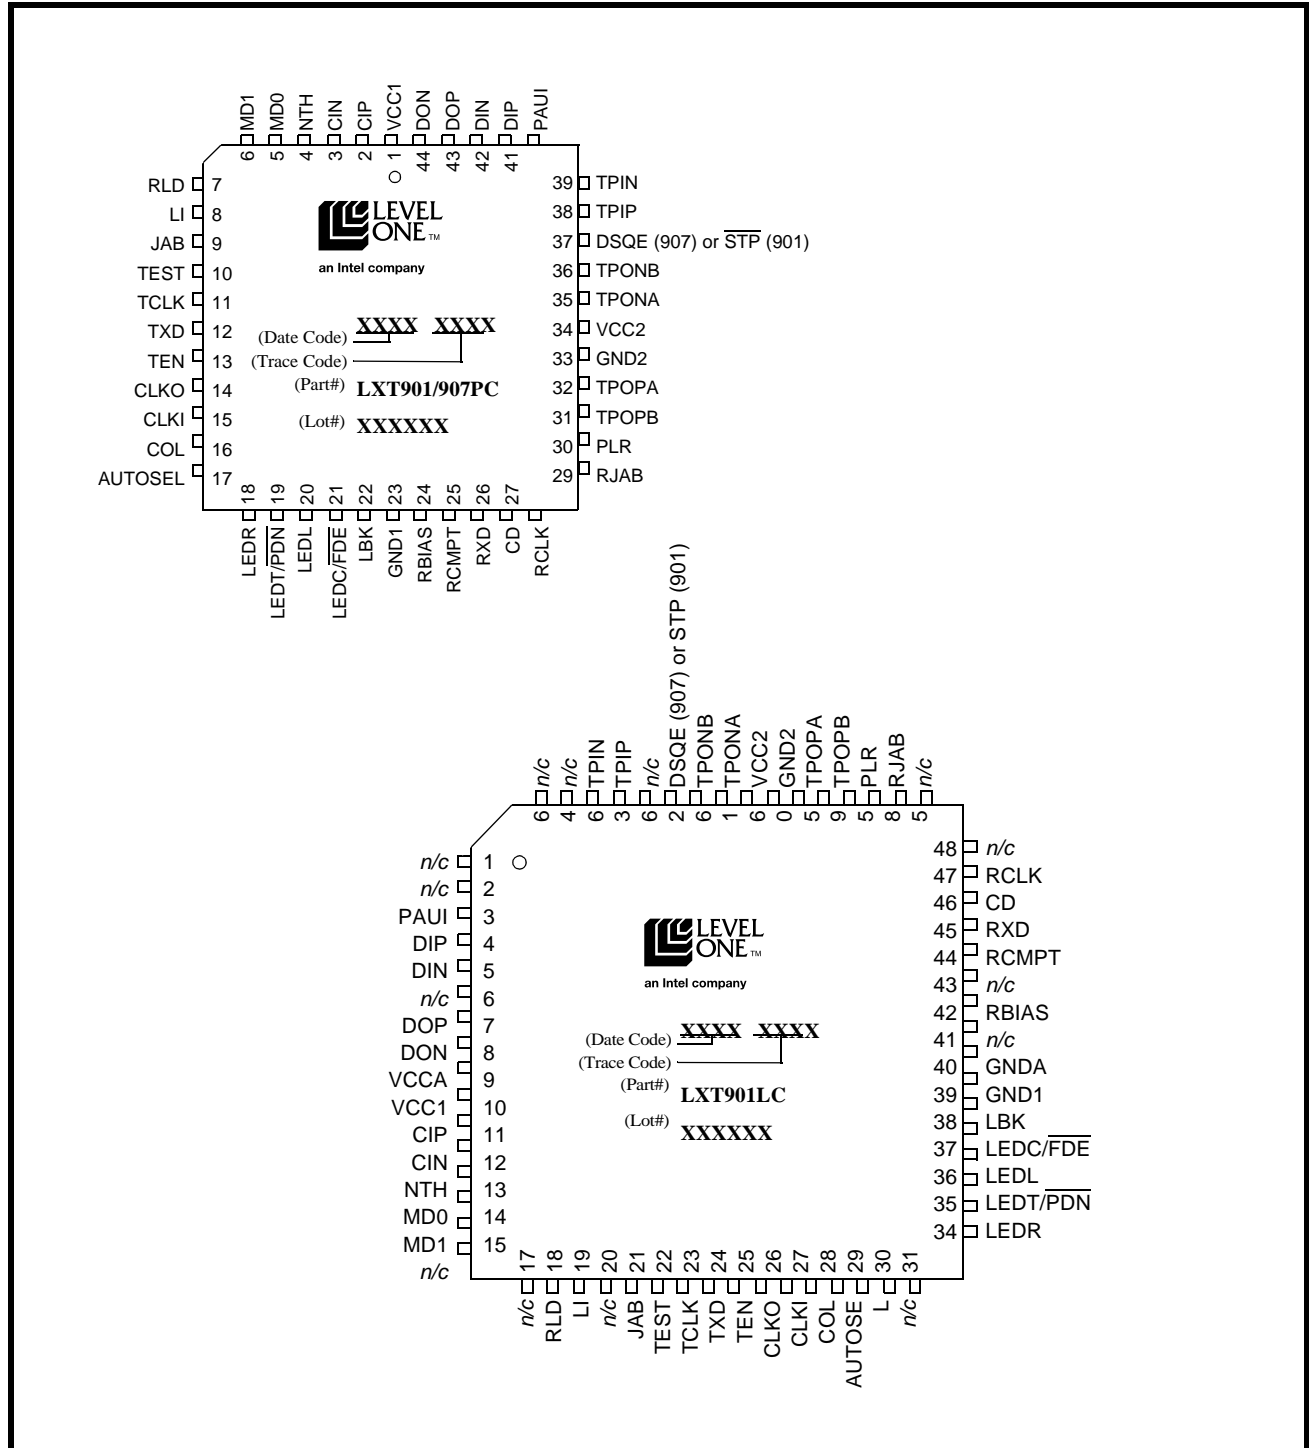 MD1 MD0 NTH CIN CIP VCC1 DON DOP DIN DIP PAUI
6 5 4 3 2 1 44 43 42 41
RLD 7
LI 8
JAB 9
TEST 10
TCLK 11
TXD 12
TEN 13
CLKO 14
CLKI 15
COL 16
AUTOSEL 17
LEVEL
ONE TM
an Intel company
(Date Code) XXXX XXXX
(Trace Code)
(Part#) LXT901/907PC
(Lot#) XXXXXX
39 TPIN
38 TPIP
37 DSQE (907) or STP (901)
36 TPONB
35 TPONA
34 VCC2
33 GND2
32 TPOPA
31 TPOPB
30 PLR
29 RJAB
18 19 20 21 22 23 24 25 26 27
LEDR LEDT/PDN LEDL LEDC/FDE LBK GND1 RBIAS RCMPT RXD CD RCLK
n/c n/c TPIN TPIP n/c DSQE (907) or STP (901) TPONB TPONA VCC2 GND2 TPOPA TPOPB PLR RJAB n/c
6 4 6 3 6 2 6 1 6 0 5 9 5 8 5
n/c 1
n/c 2
PAUI 3
DIP 4
DIN 5
n/c 6
DOP 7
DON 8
VCCA 9
VCC1 10
CIP 11
CIN 12
NTH 13
MD0 14
MD1 15
n/c
LEVEL
ONE TM
an Intel company
(Date Code) XXXX XXXX
(Trace Code)
(Part#) LXT901LC
(Lot#) XXXXXX
48 n/c
47 RCLK
46 CD
45 RXD
44 RCMPT
43 n/c
42 RBIAS
41 n/c
40 GNDA
39 GND1
38 LBK
37 LEDC/FDE
36 LEDL
35 LEDT/PDN
34 LEDR
17 18 19 20 21 22 23 24 25 26 27 28 29 30 31
n/c RLD LI n/c JAB TEST TCLK TXD TEN CLKO CLKI COL AUTOSE L n/c